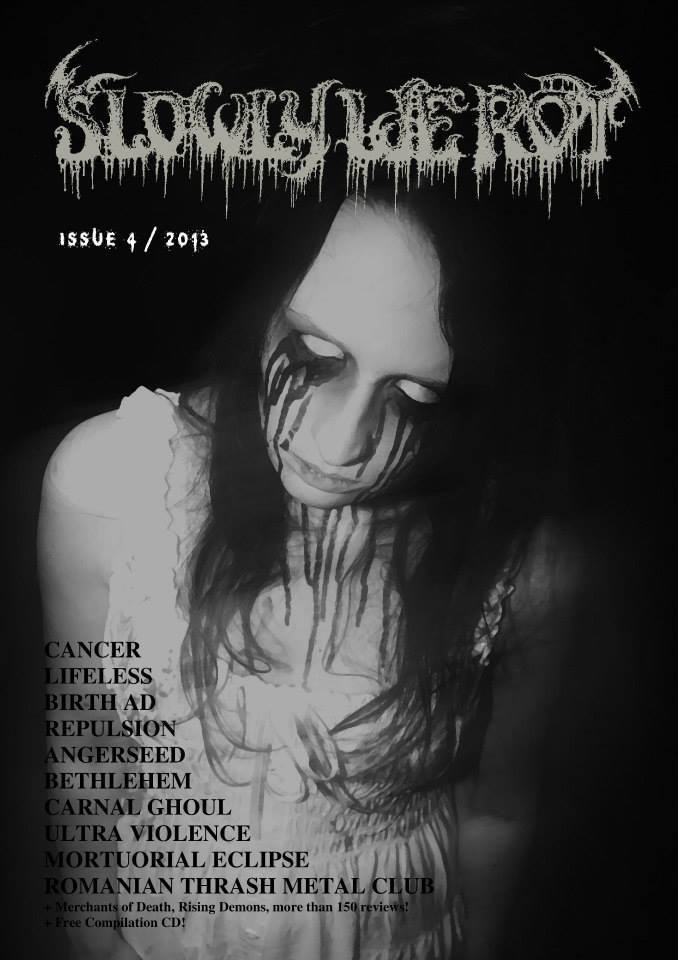 SLOWLY WE ROT
ISSUE 4 / 2013
CANCER
LIFELESS
BIRTH AD
REPULSION
ANGERSEED
BETHLEHEM
CARNAL GHOUL
ULTRA VIOLENCE
MORTUORIAL ECLIPSE
ROMANIAN THRASH METAL CLUB
+ Merchants of Death, Rising Demons, more than 150 reviews!
+ Free Compilation CD!